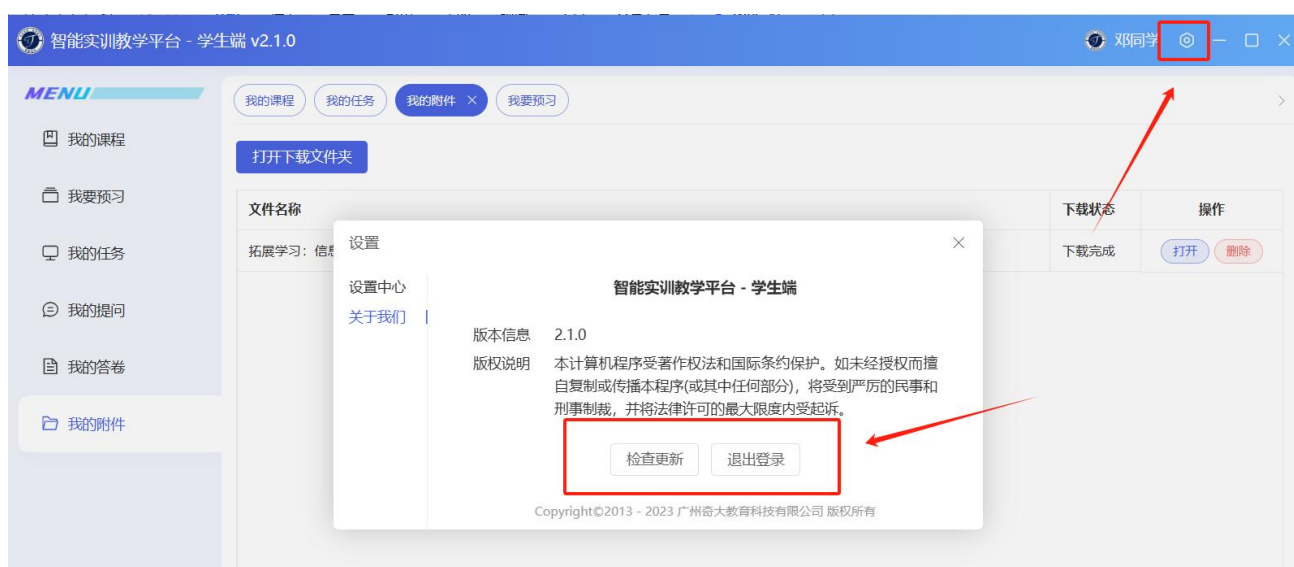 智能实训教学平台 - 学生端 v2.1.0
邓同学
MENU
我的课程
我要预习
我的任务
我的提问
我的答卷
我的附件
我的课程 我的任务 我的附件 我要预习
打开下载文件夹
文件名称 下载状态 操作
拓展学习：信息 下载完成 打开 删除
设置
设置中心
关于我们
智能实训教学平台 - 学生端
版本信息 2.1.0
版权说明 本计算机程序受著作权法和国际条约保护。如未经授权而擅
自复制或传播本程序(或其中任何部分)，将受到严厉的民事和
刑事制裁，并将法律许可的最大限度内受起诉。
检查更新 退出登录
Copyright©2013 - 2023 广州奇大教育科技有限公司 版权所有